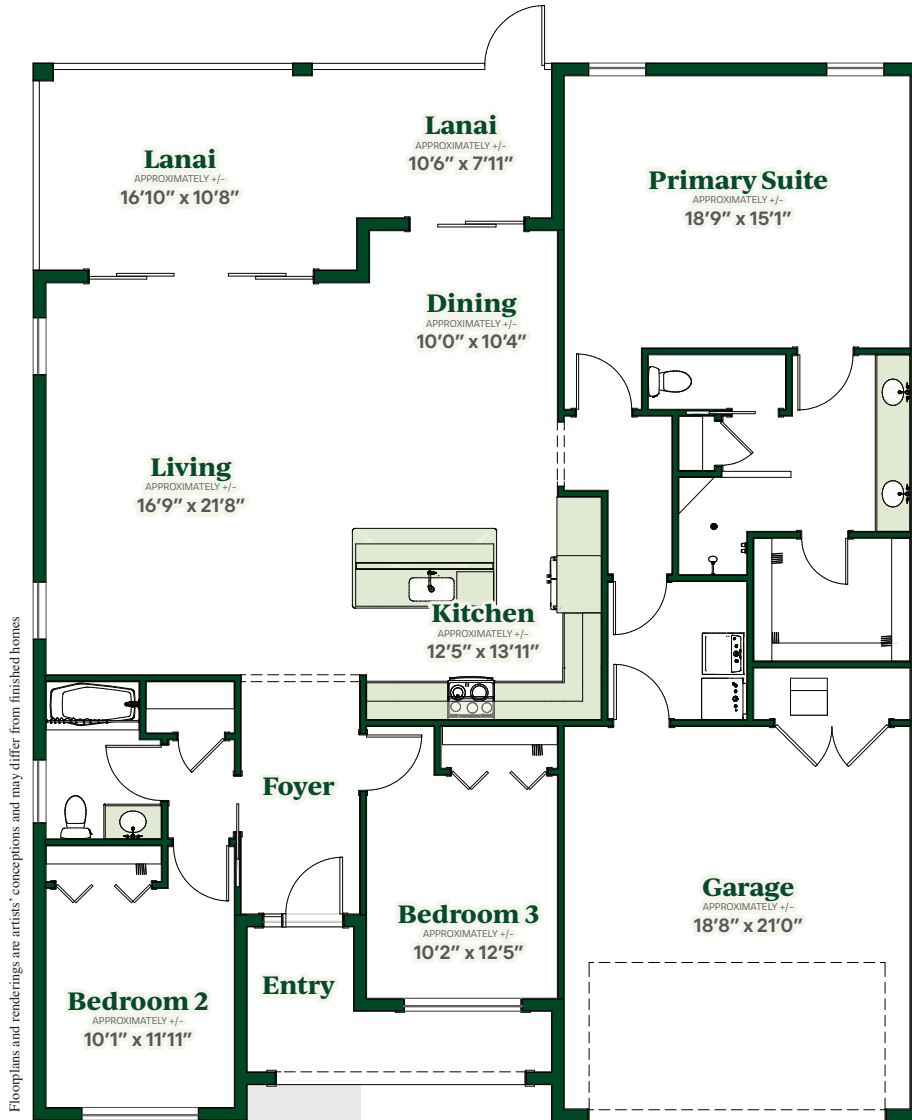 Lanai
APPROXIMATELY +/-
16’10” x 10’8”
Lanai
APPROXIMATELY +/-
10’6” x 7’11”
Primary Suite
APPROXIMATELY +/-
18’9” x 15’1”
Dining
APPROXIMATELY +/-
10’0” x 10’4”
Living
APPROXIMATELY +/-
16’9” x 21’8”
Kitchen
APPROXIMATELY +/-
12’5” x 13’11”
Foyer
Garage
APPROXIMATELY +/-
18’8” x 21’0”
Bedroom 3
APPROXIMATELY +/-
10’2” x 12’5”
Entry
Bedroom 2
APPROXIMATELY +/-
10’1” x 11’11”
Floorplans and renderings are artists’ conceptions and may differ from finished homes